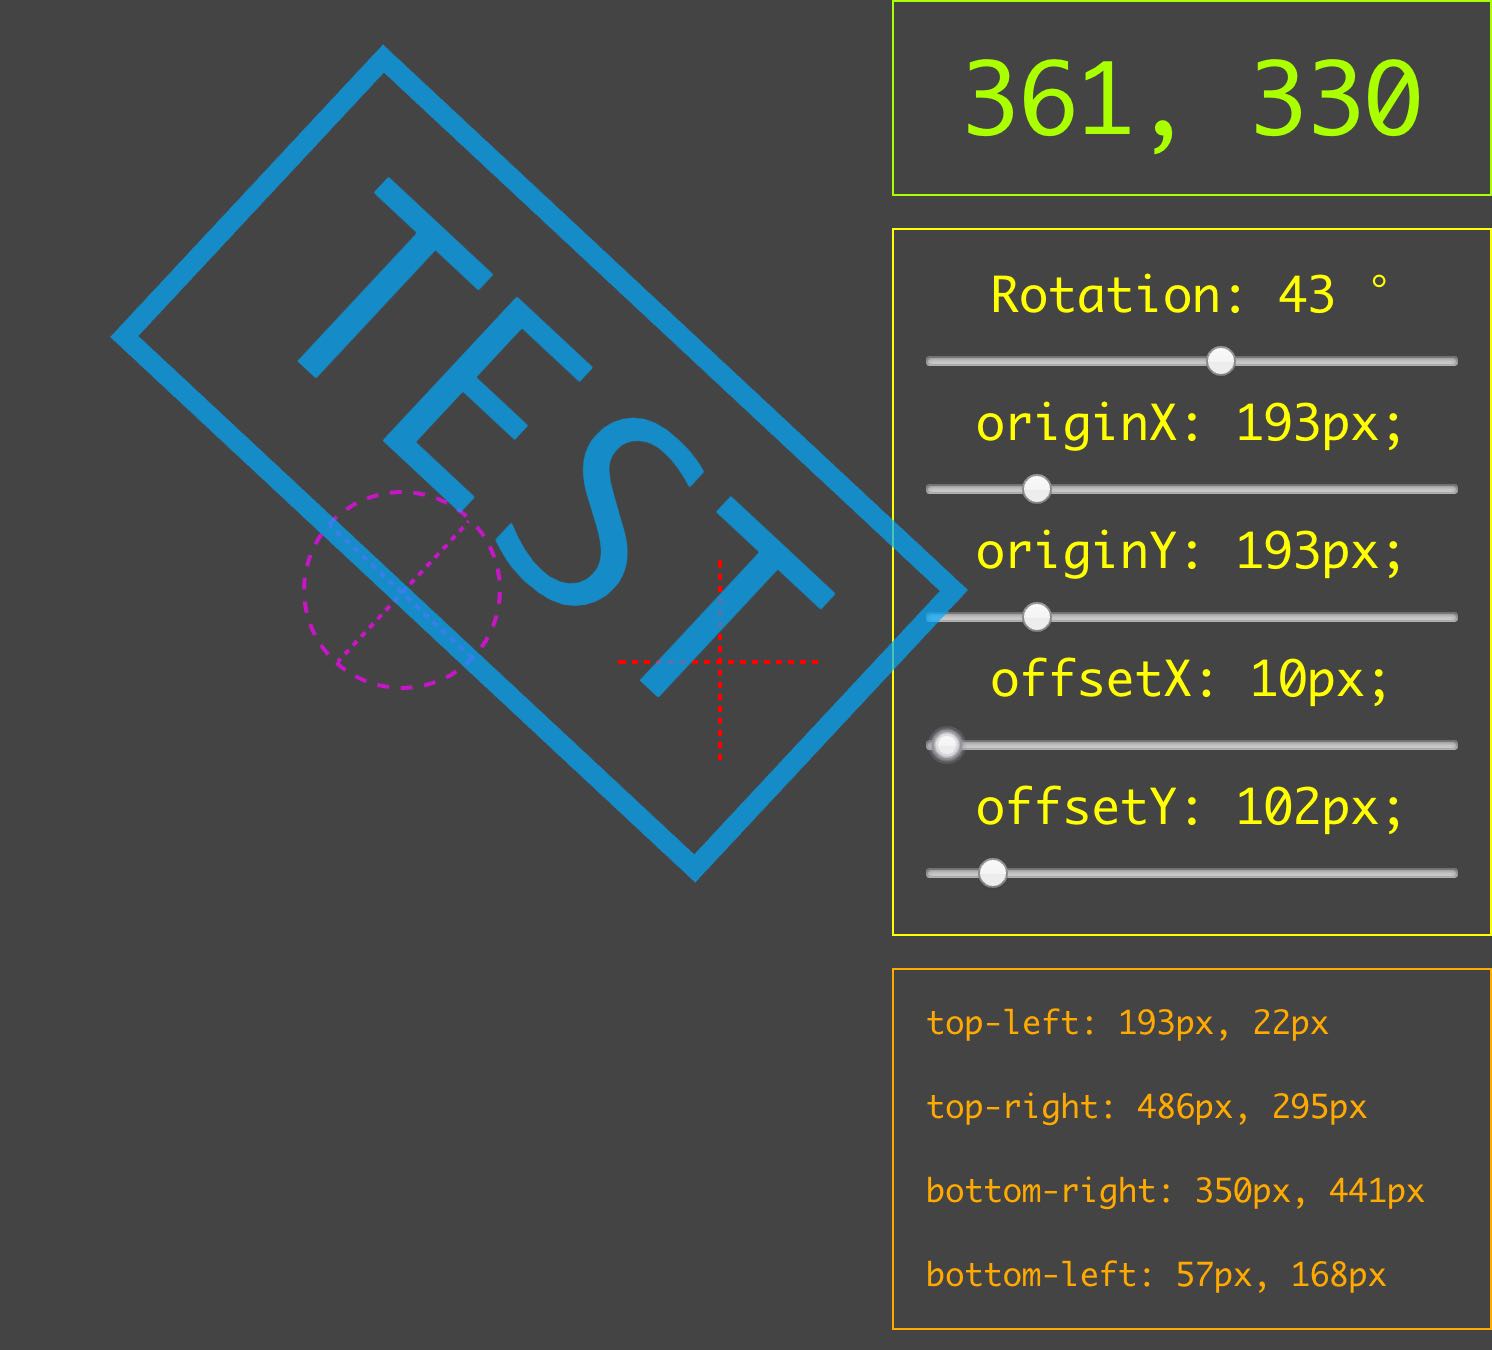 TEST
361, 330
Rotation: 43 °
originX: 193px;
originY: 193px;
offsetX: 10px;
offsetY: 102px;
top-left: 193px, 22px
top-right: 486px, 295px
bottom-right: 350px, 441px
bottom-left: 57px, 168px